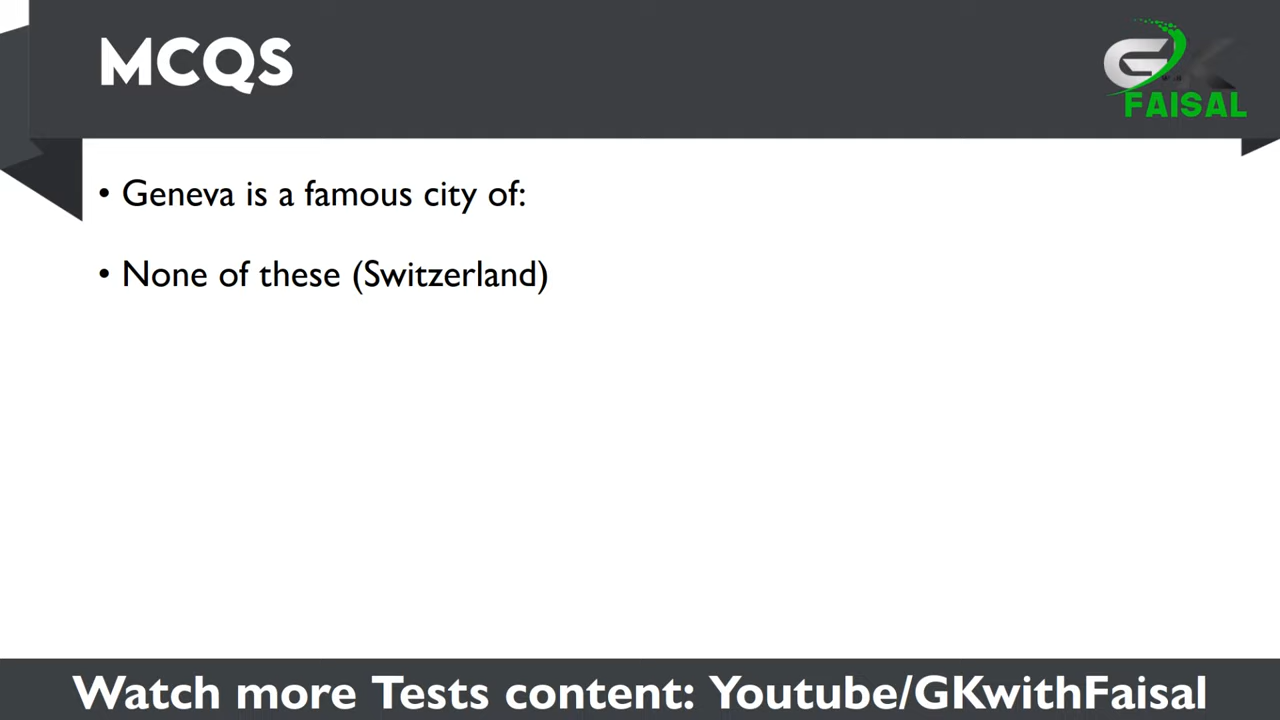 MCQS
GK
FAISAL
• Geneva is a famous city of:
• None of these (Switzerland)
Watch more Tests content: Youtube/GKwithFaisal